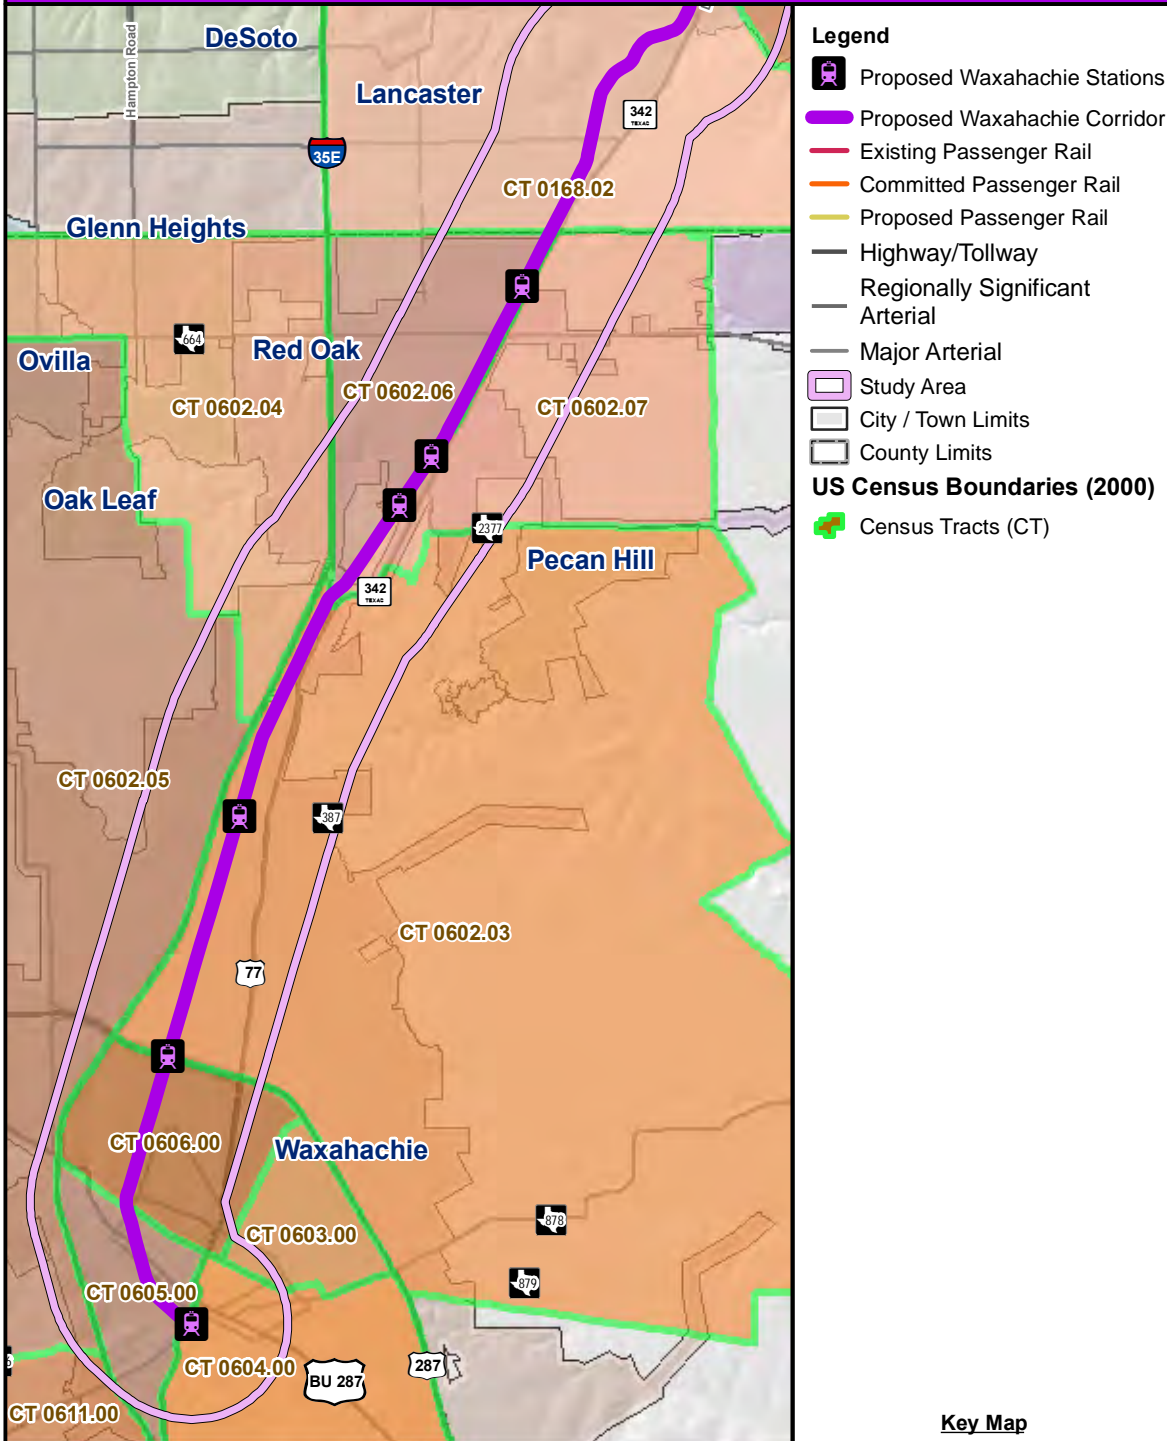 DeSoto
Hampton Road
Lancaster
342
TEXAS
35E
CT 0168.02
Glenn Heights
664
Ovilla
Red Oak
CT 0602.06
CT 0602.04
CT 0602.07
Oak Leaf
2377
Pecan Hill
342
TEXAS
CT 0602.05
387
CT 0602.03
77
CT 0606.00
Waxahachie
878
CT 0603.00
879
CT 0605.00
CT 0604.00
BU 287
287
CT 0611.00
Legend
Proposed Waxahachie Stations
Proposed Waxahachie Corridor
Existing Passenger Rail
Committed Passenger Rail
Proposed Passenger Rail
Highway/Tollway
Regionally Significant
Arterial
Major Arterial
Study Area
City / Town Limits
County Limits
US Census Boundaries (2000)
Census Tracts (CT)
Key Map